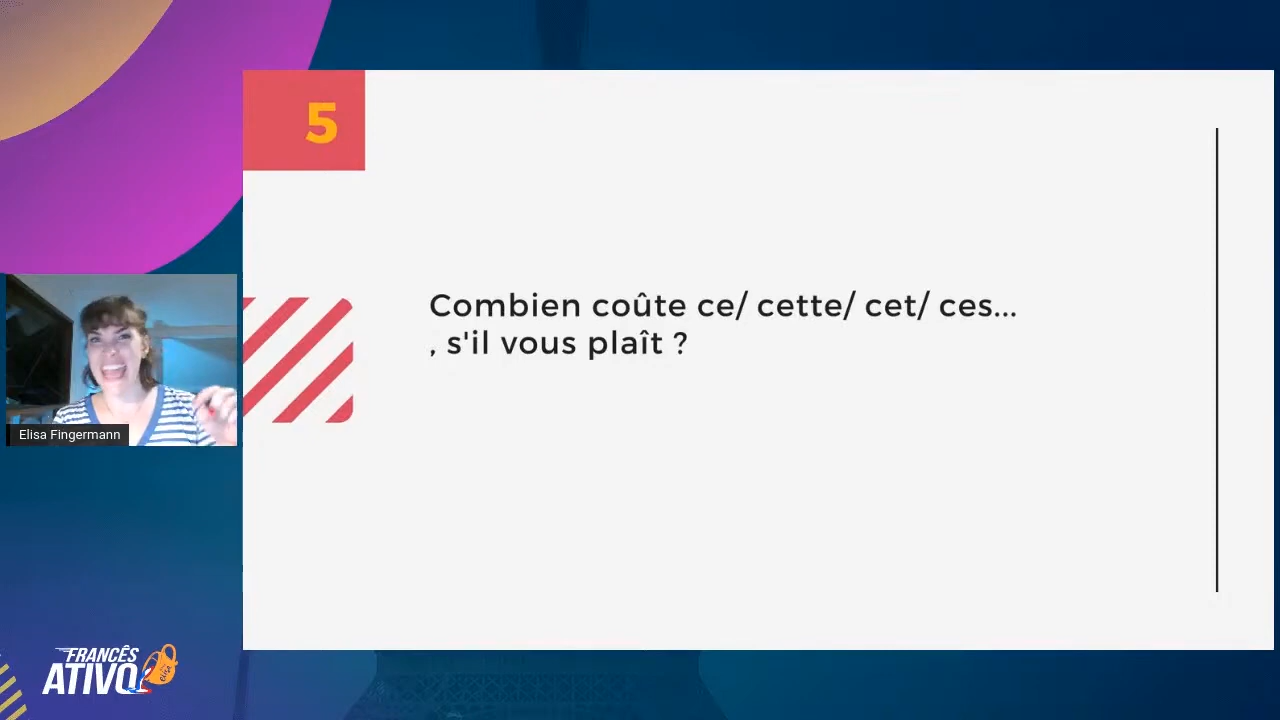 5
Combien coûte ce/ cette/ cet/ ces...
, s'il vous plaît ?
Elisa Fingermann
FRANCÊS
ATIVO